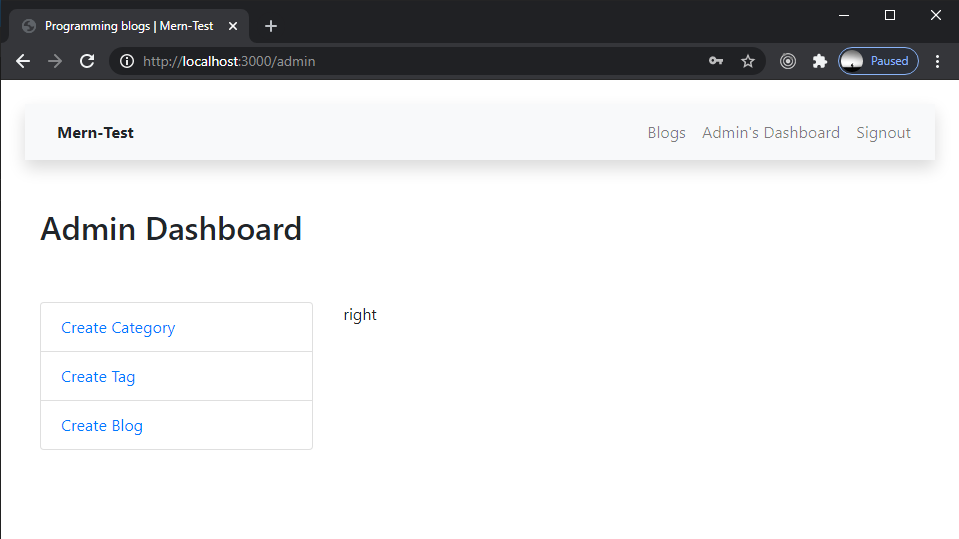 Programming blogs | Mern-Test
http://localhost:3000/admin
Paused
Mern-Test
Blogs Admin's Dashboard Signout
Admin Dashboard
Create Category
right
Create Tag
Create Blog